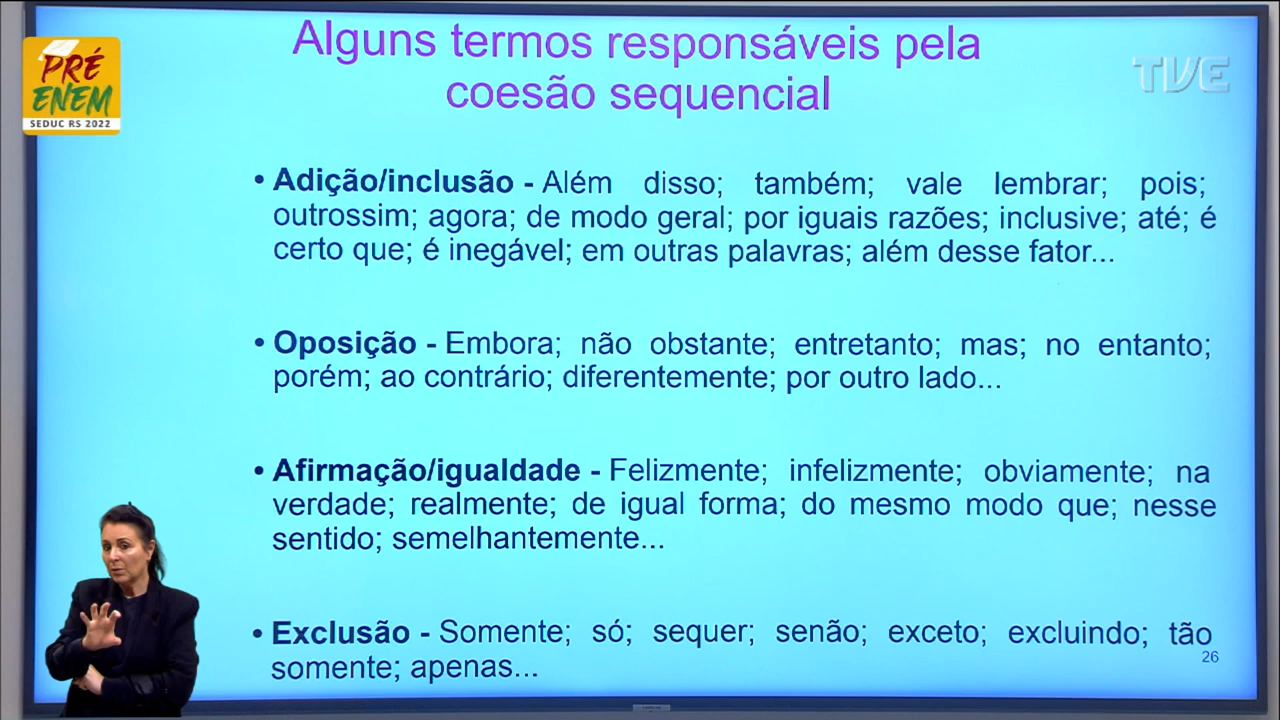 Alguns termos responsáveis pela
coesão sequencial
PRÉ
ENEM
SEDUC RS 2022
TVE
• Adição/inclusão - Além disso; também; vale lembrar; pois;
outrossim; agora; de modo geral; por iguais razões; inclusive; até; é
certo que; é inegável; em outras palavras; além desse fator...
• Oposição - Embora; não obstante; entretanto; mas; no entanto;
porém; ao contrário; diferentemente; por outro lado...
• Afirmação/igualdade - Felizmente; infelizmente; obviamente; na
verdade; realmente; de igual forma; do mesmo modo que; nesse
sentido; semelhantemente...
• Exclusão - Somente; só; sequer; senão; exceto; excluindo; tão
somente; apenas...
26